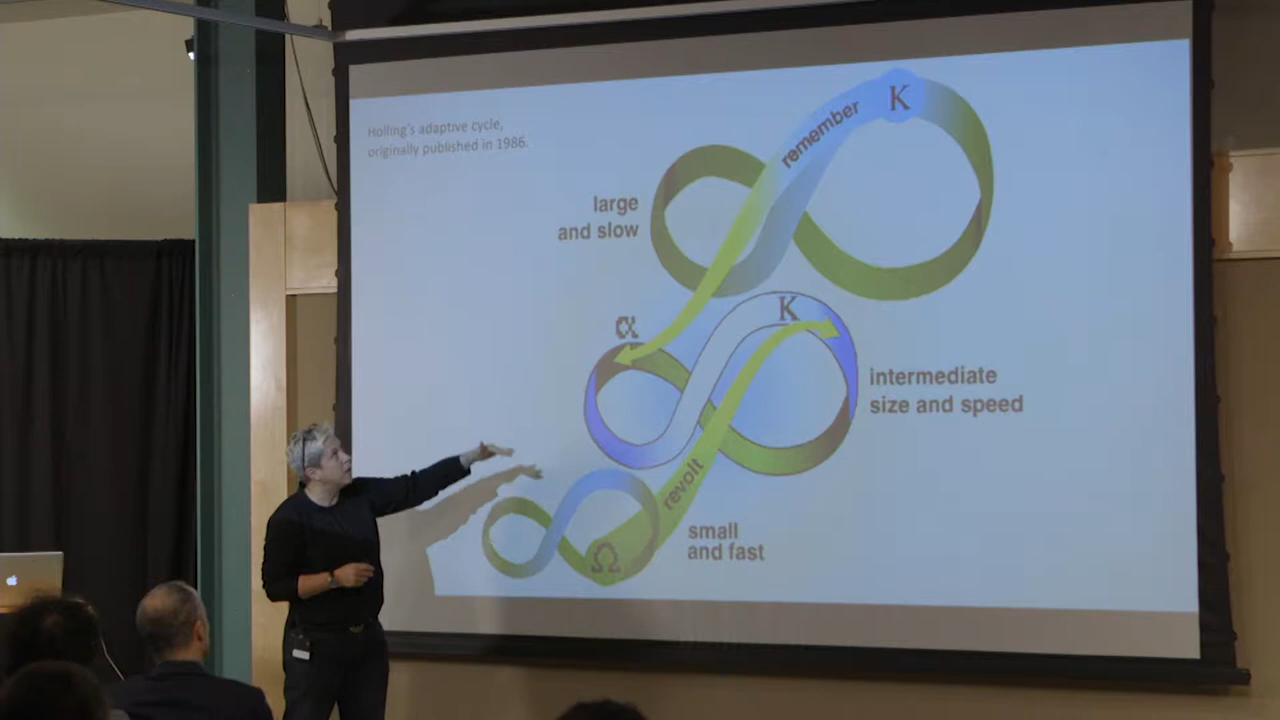 Holling's adaptive cycle,
originally published in 1986.
remember
K
large
and slow
α
K
intermediate
size and speed
revolt
small
and fast
Ω